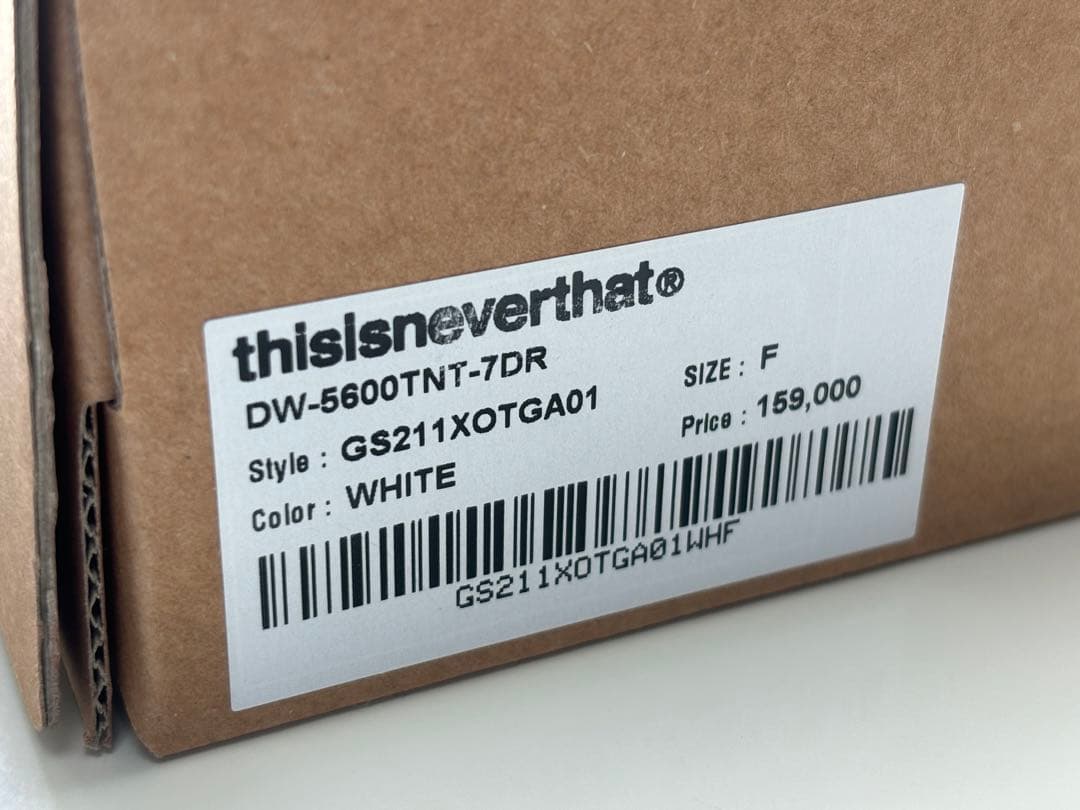 thisisneverthat®
DW-5600TNT-7DR
Style : GS211XOTGA01
SIZE : F
Color : WHITE
Price : 159,000
GS211XOTGA01WHF